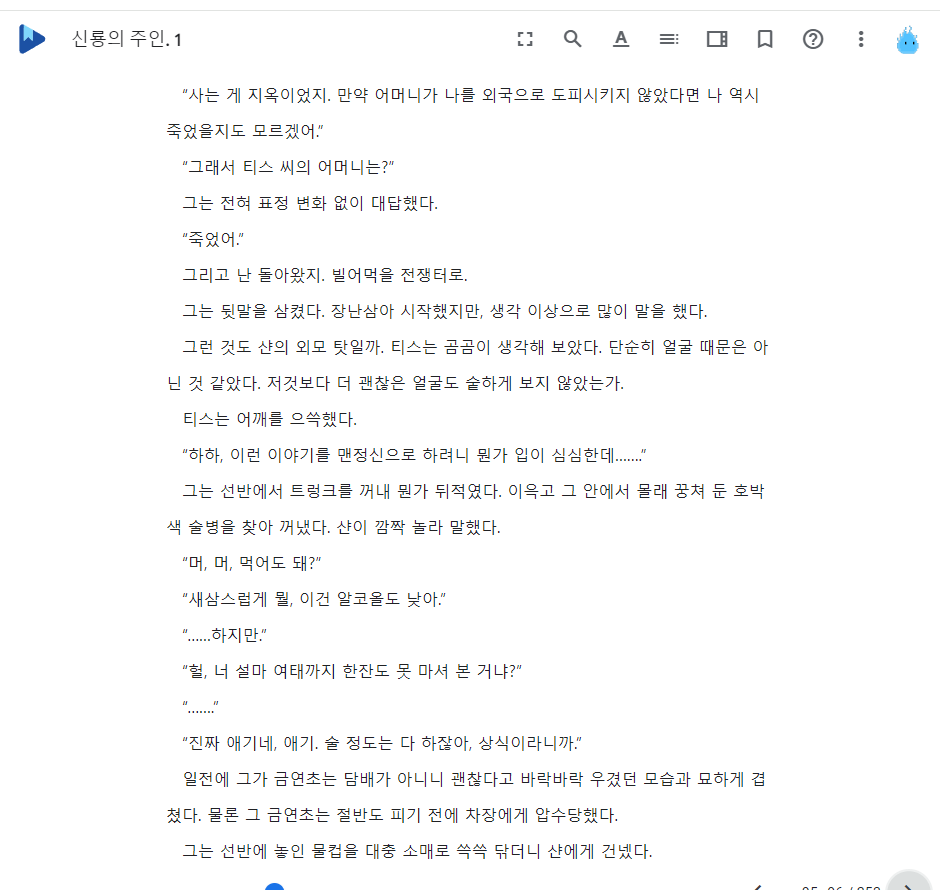 신룡의 주인. 1
“사는 게 지옥이었지. 만약 어머니가 나를 외국으로 도피시키지 않았다면 나 역시
죽었을지도 모르겠어.”
“그래서 티스 씨의 어머니는?”
그는 전혀 표정 변화 없이 대답했다.
“죽었어.”
그리고 난 돌아왔지. 빌어먹을 전쟁터로.
그는 뒷말을 삼켰다. 장난삼아 시작했지만, 생각 이상으로 많이 말을 했다.
그런 것도 샨의 외모 탓일까. 티스는 곰곰이 생각해 보았다. 단순히 얼굴 때문은 아
닌 것 같았다. 저것보다 더 괜찮은 얼굴도 숱하게 보지 않았는가.
티스는 어깨를 으쓱했다.
“하하, 이런 이야기를 맨정신으로 하려니 뭔가 입이 심심한데…….”
그는 선반에서 트렁크를 꺼내 뭔가 뒤적였다. 이윽고 그 안에서 몰래 꿍쳐 둔 호박
색 술병을 찾아 꺼냈다. 샨이 깜짝 놀라 말했다.
“머, 머, 먹어도 돼?”
“새삼스럽게 뭘, 이건 알코올도 낮아.”
“……하지만.”
“헐, 너 설마 여태까지 한잔도 못 마셔 본 거냐?”
“…….”
“진짜 애기네, 애기. 술 정도는 다 하잖아, 상식이라니까.”
일전에 그가 금연초는 담배가 아니니 괜찮다고 바락바락 우겼던 모습과 묘하게 겹
쳤다. 물론 그 금연초는 절반도 피기 전에 차장에게 압수당했다.
그는 선반에 놓인 물컵을 대충 소매로 쓱쓱 닦더니 샨에게 건넸다.